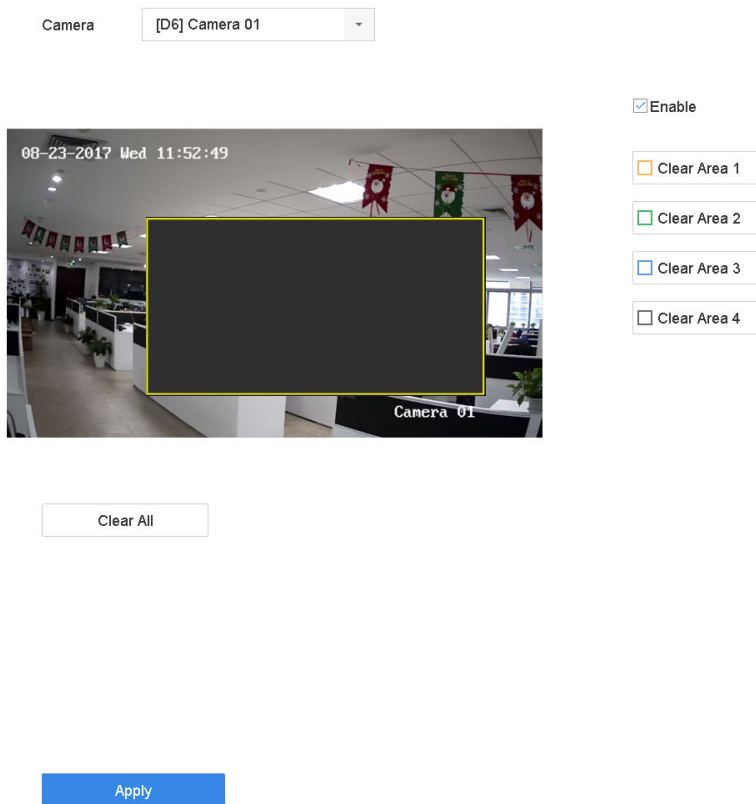 Camera
[D6] Camera 01
Enable
08-23-2017 Wed 11:52:49
Clear Area 1
Clear Area 2
Clear Area 3
Clear Area 4
Camera 01
Clear All
Apply